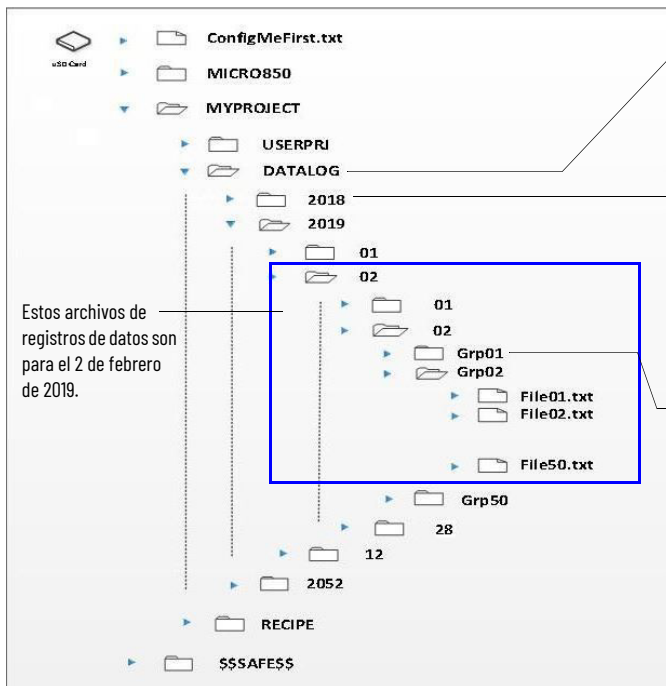 ConfigMeFirst.txt
uSD Card
MICRO850
MYPROJECT
USERPRJ
DATALOG
2018
2019
01
02
01
Estos archivos de
registros de datos son
para el 2 de febrero
de 2019.
02
Grp01
Grp02
File01.txt
File02.txt
File50.txt
Grp50
28
12
2052
RECIPE
$$SAFE$$